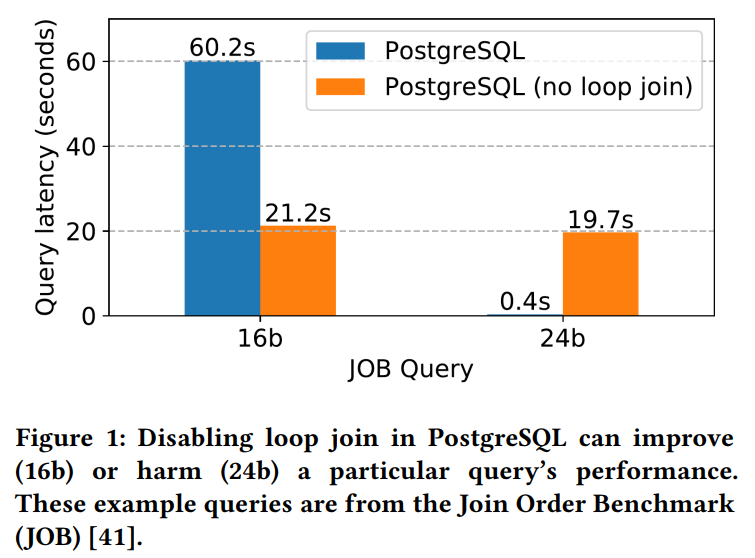 Query latency (seconds)
60
40
20
0
60.2s
21.2s
0.4s
19.7s
PostgreSQL
PostgreSQL (no loop join)
16b
24b
JOB Query
Figure 1: Disabling loop join in PostgreSQL can improve
(16b) or harm (24b) a particular query's performance.
These example queries are from the Join Order Benchmark
(JOB) [41].